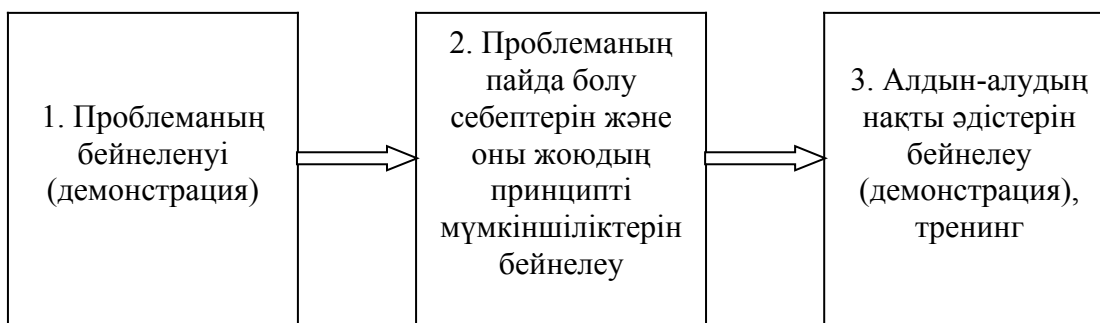 1. Проблеманың
бейнеленуі
(демонстрация)
2. Проблеманың
пайда болу
себептерін және
оны жоюдың
принципті
мүмкіншіліктерін
бейнелеу
3. Алдын-алудың
нақты әдістерін
бейнелеу
(демонстрация),
тренинг